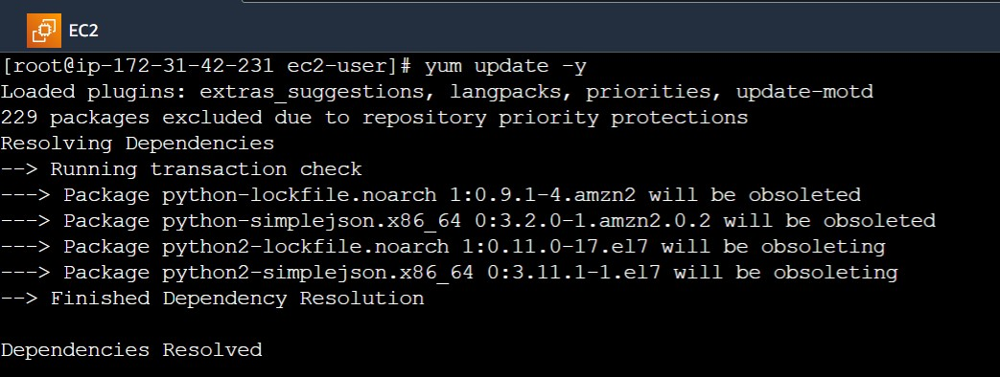 EC2
[root@ip-172-31-42-231 ec2-user]# yum update -y
Loaded plugins: extras_suggestions, langpacks, priorities, update-motd
229 packages excluded due to repository priority protections
Resolving Dependencies
--> Running transaction check
---> Package python-lockfile.noarch 1:0.9.1-4.amzn2 will be obsoleted
---> Package python-simplejson.x86_64 0:3.2.0-1.amzn2.0.2 will be obsoleted
---> Package python2-lockfile.noarch 1:0.11.0-17.el7 will be obsoleting
---> Package python2-simplejson.x86_64 0:3.11.1-1.el7 will be obsoleting
--> Finished Dependency Resolution
Dependencies Resolved